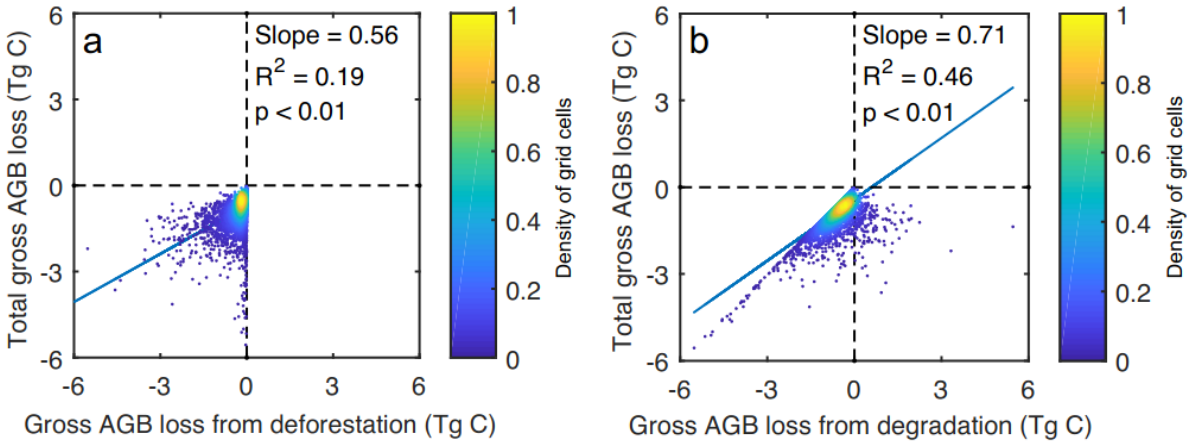 a
Slope = 0.56
R² = 0.19
p < 0.01
Total gross AGB loss (Tg C)
6
3
0
-3
-6
-6
-3
0
3
6
Gross AGB loss from deforestation (Tg C)
1
0.8
0.6
0.4
0.2
0
Density of grid cells
b
Slope = 0.71
R² = 0.46
p < 0.01
Total gross AGB loss (Tg C)
6
3
0
-3
-6
-6
-3
0
3
6
Gross AGB loss from degradation (Tg C)
1
0.8
0.6
0.4
0.2
0
Density of grid cells